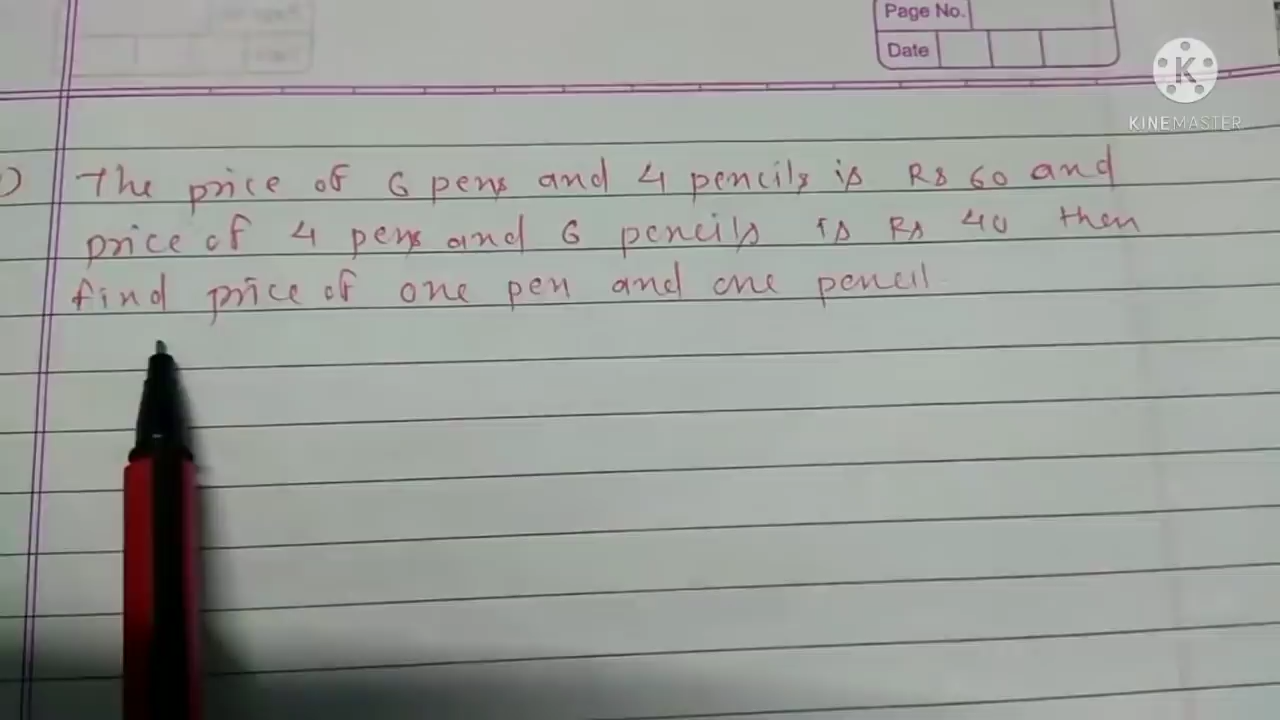 Page No.
Date
K
KINEMASTER
) The price of 6 pens and 4 pencils is Rs 60 and
price of 4 pens and 6 pencils is Rs 40 then
find price of one pen and one pencil.